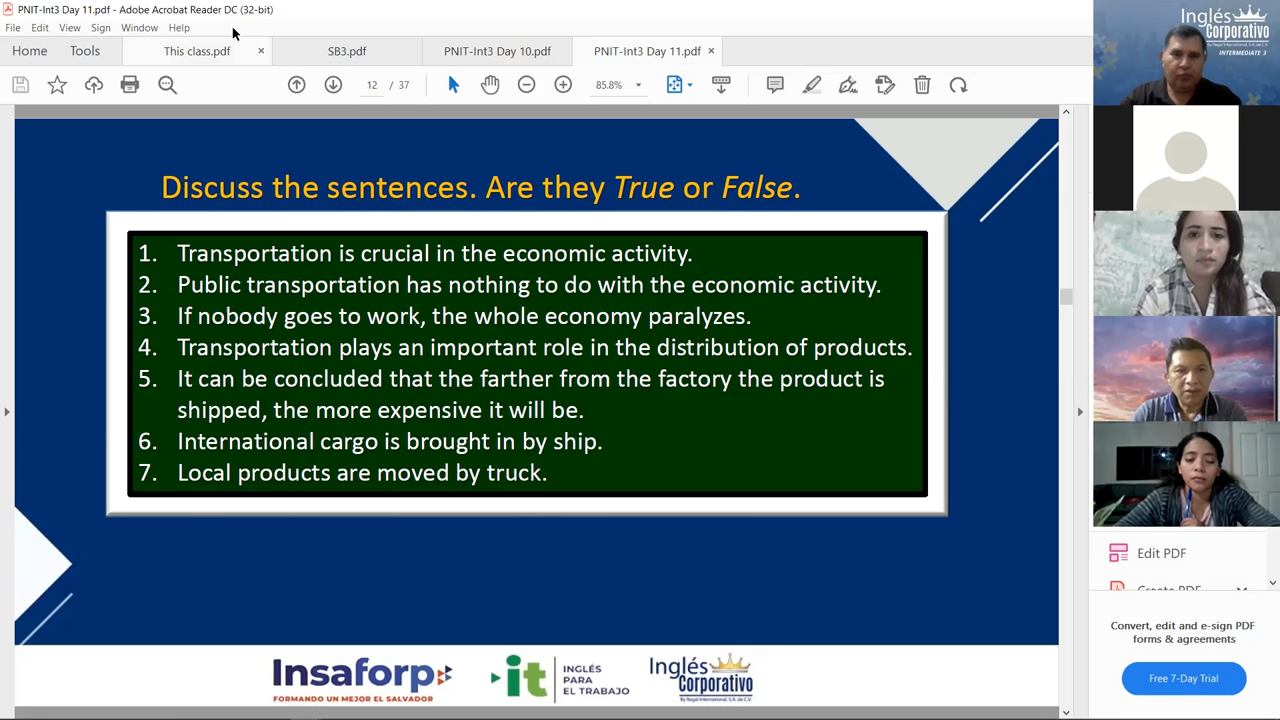 PNIT-Int3 Day 11.pdf - Adobe Acrobat Reader DC (32-bit)
File Edit View Sign Window Help
Home Tools This class.pdf × SB3.pdf PNIT-Int3 Day 10.pdf PNIT-Int3 Day 11.pdf ×
12 / 37 85.8%
Inglés
Corporativo
By Regal International, S.A. de C.V.
INTERMEDIATE 3
Discuss the sentences. Are they True or False.
1. Transportation is crucial in the economic activity.
2. Public transportation has nothing to do with the economic activity.
3. If nobody goes to work, the whole economy paralyzes.
4. Transportation plays an important role in the distribution of products.
5. It can be concluded that the farther from the factory the product is
shipped, the more expensive it will be.
6. International cargo is brought in by ship.
7. Local products are moved by truck.
Insaforp
FORMANDO UN MEJOR EL SALVADOR
it INGLÉS
PARA
EL TRABAJO
Inglés
Corporativo
By Regal International, S.A. de C.V.
Edit PDF
Create PDF
Convert, edit and e-sign PDF
forms & agreements
Free 7-Day Trial